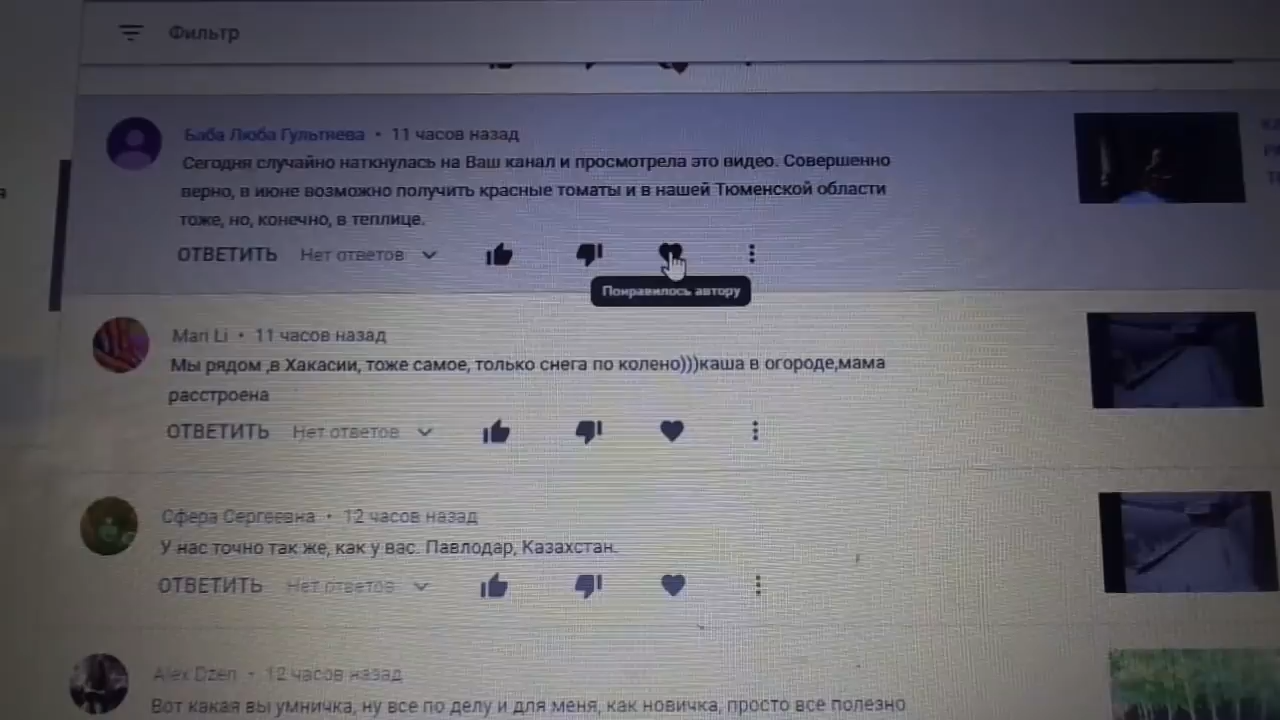 Фильтр
Баба Люба Гультяева • 11 часов назад
Сегодня случайно наткнулась на Ваш канал и просмотрела это видео. Совершенно
верно, в июне возможно получить красные томаты и в нашей Тюменской области
тоже, но, конечно, в теплице.
ОТВЕТИТЬ Нет ответов
Понравилось автору
Mari Li • 11 часов назад
Мы рядом ,в Хакасии, тоже самое, только снега по колено)))каша в огороде,мама
расстроена
ОТВЕТИТЬ Нет ответов
Сфера Сергеевна • 12 часов назад
У нас точно так же, как у вас. Павлодар, Казахстан.
ОТВЕТИТЬ Нет ответов
Alex Dzen • 12 часов назад
Вот какая вы умничка, ну все по делу и для меня, как новичка, просто все полезно